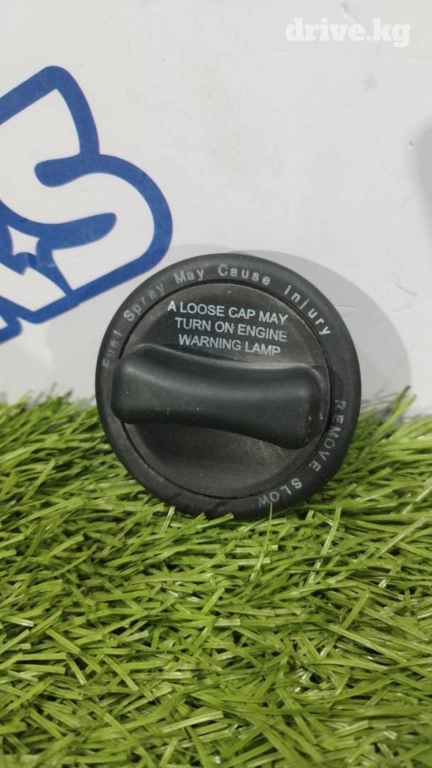 drive.kg
Fuel Spray May Cause Injury
REMOVE SLOW
A LOOSE CAP MAY
TURN ON ENGINE
WARNING LAMP